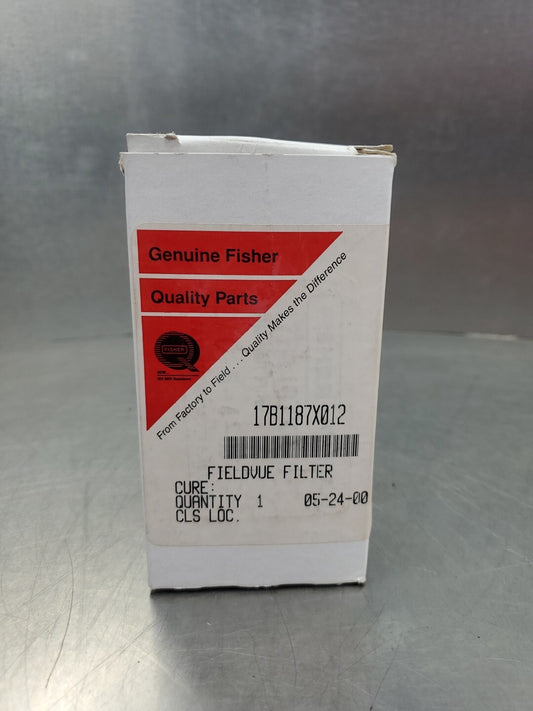 Genuine Fisher
Quality Parts
FISHER
From Factory to Field . . . Quality Makes the Difference
17B1187X012
FIELDVUE FILTER
CURE:
QUANTITY 1 05-24-00
CLS LOC.